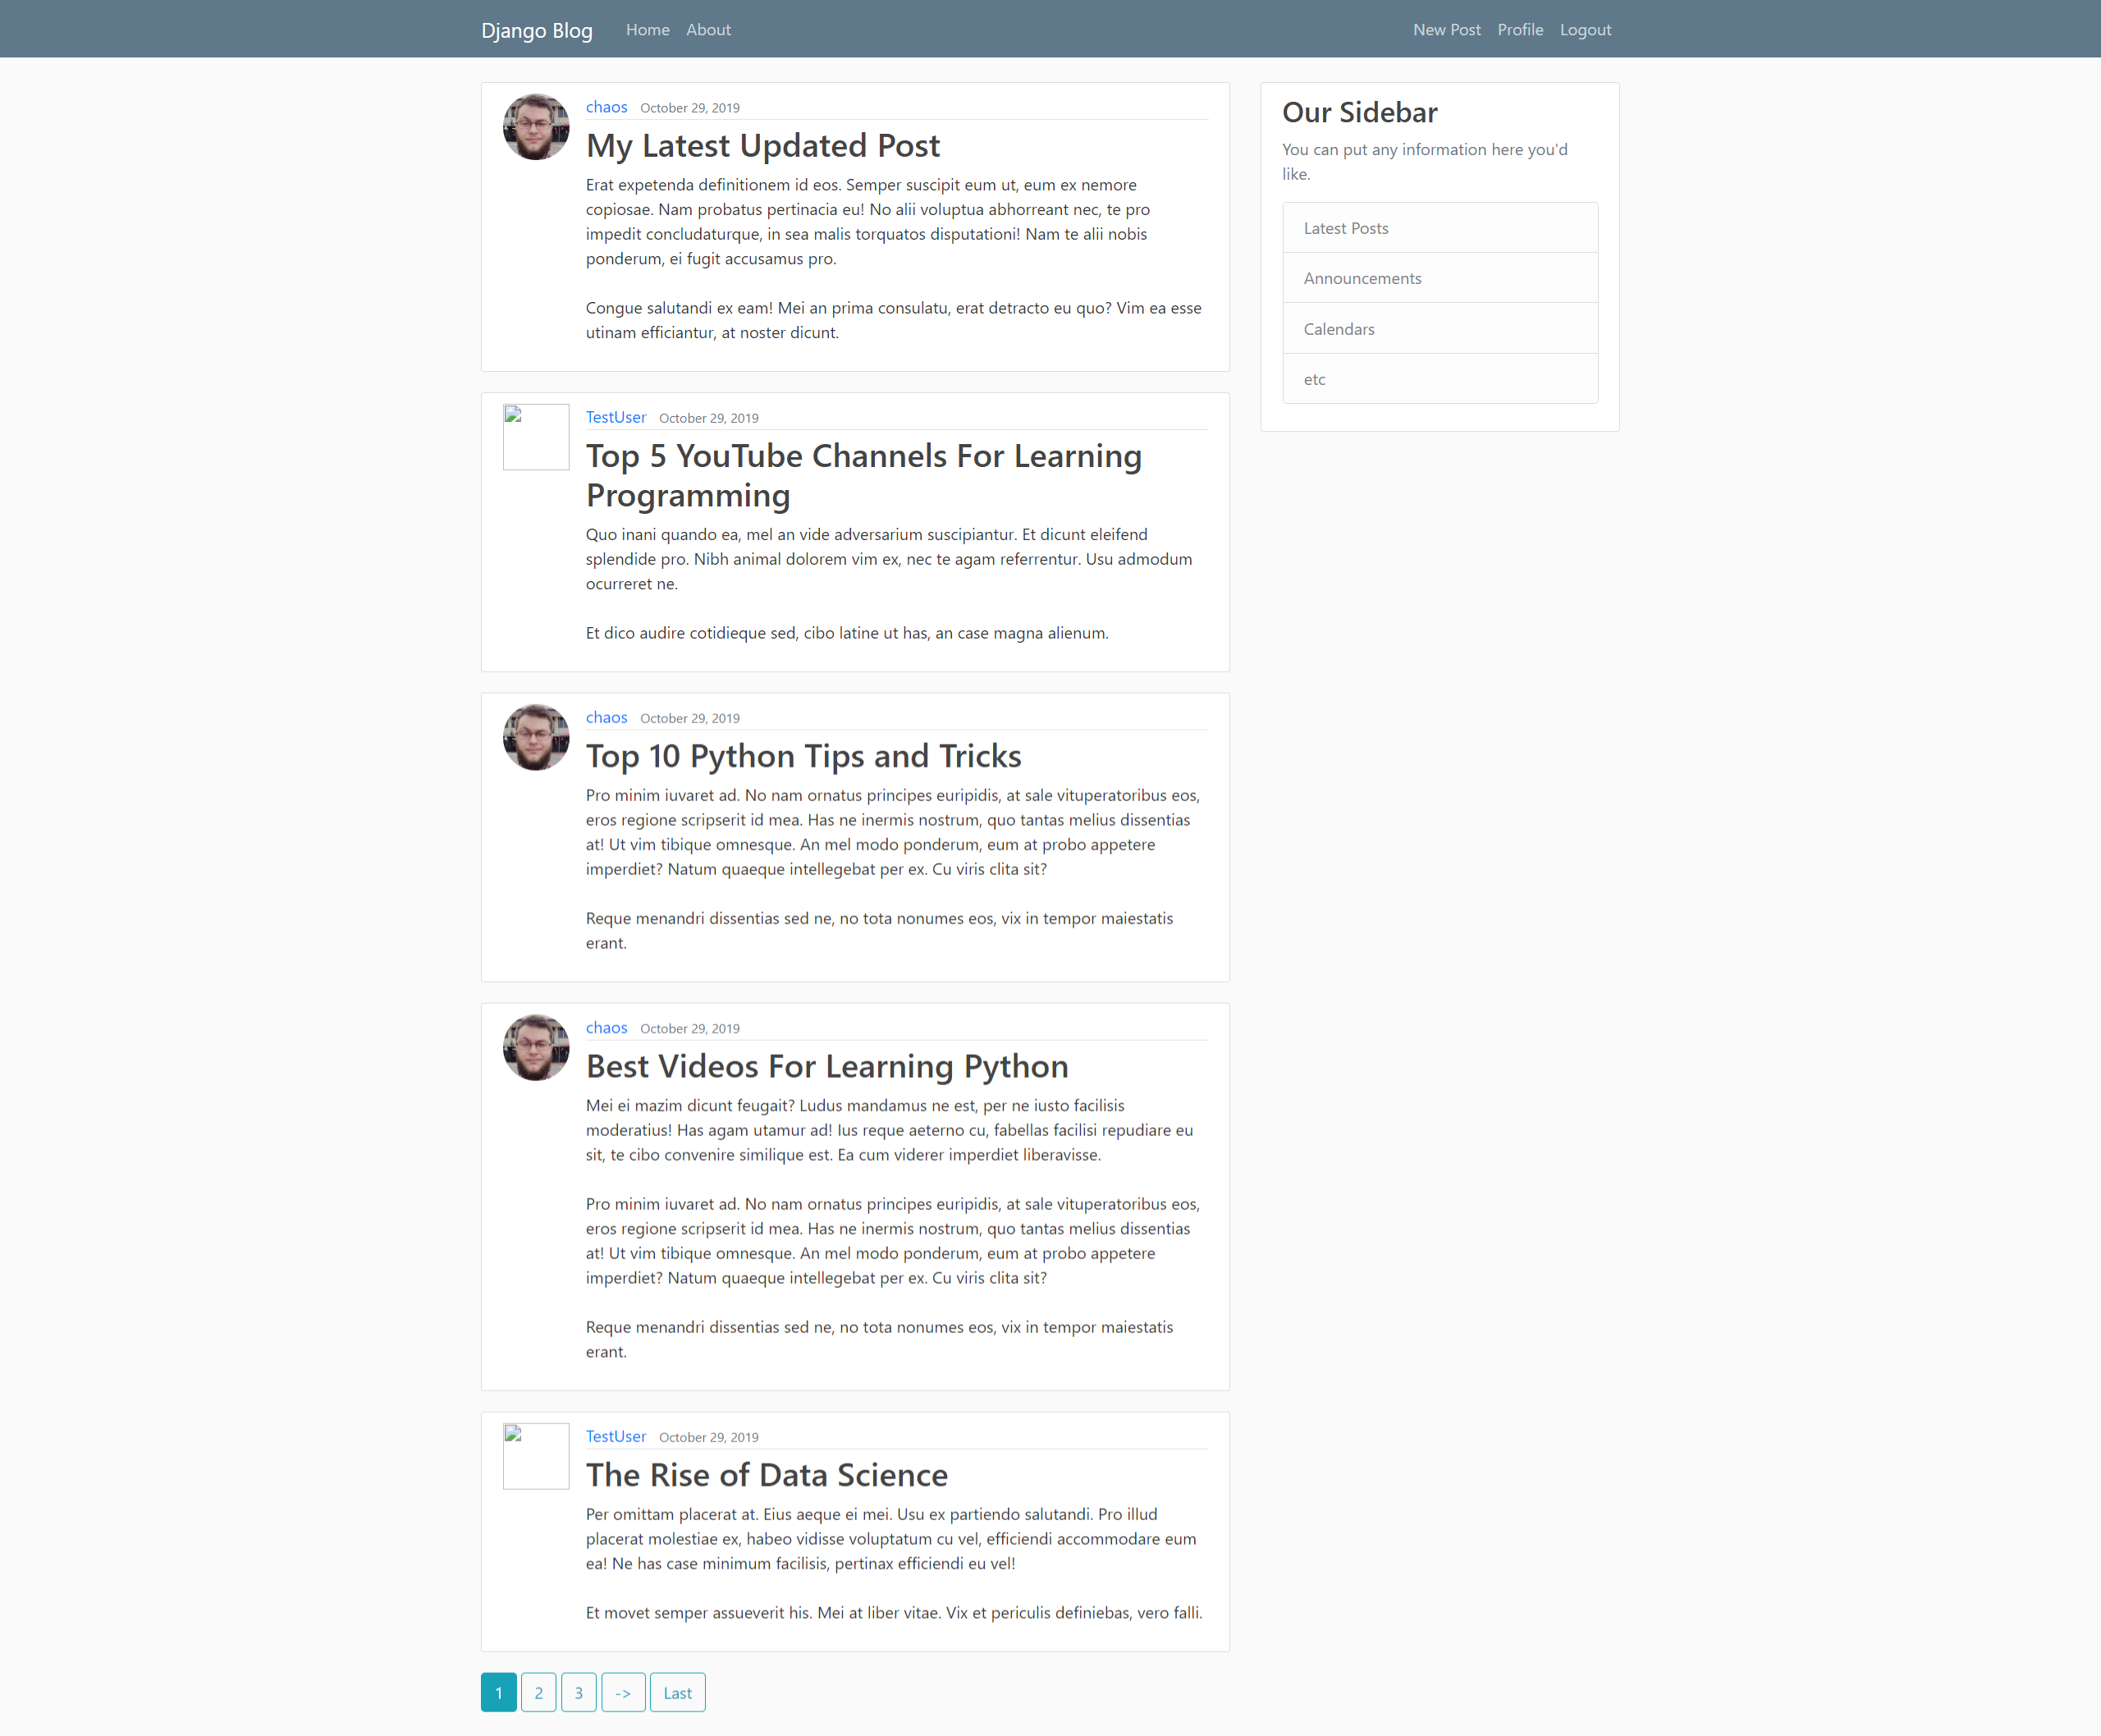 Django Blog Home About New Post Profile Logout
chaos October 29, 2019
My Latest Updated Post
Erat expetenda definitionem id eos. Semper suscipit eum ut, eum ex nemore
copiosae. Nam probatus pertinacia eu! No alii voluptua abhorreant nec, te pro
impedit concludaturque, in sea malis torquatos disputationi! Nam te alii nobis
ponderum, ei fugit accusamus pro.
Congue salutandi ex eam! Mei an prima consulatu, erat detracto eu quo? Vim ea esse
utinam efficiantur, at noster dicunt.
TestUser October 29, 2019
Top 5 YouTube Channels For Learning
Programming
Quo inani quando ea, mel an vide adversarium suscipiantur. Et dicunt eleifend
splendide pro. Nibh animal dolorem vim ex, nec te agam referrentur. Usu admodum
ocurreret ne.
Et dico audire cotidieque sed, cibo latine ut has, an case magna alienum.
chaos October 29, 2019
Top 10 Python Tips and Tricks
Pro minim iuvaret ad. No nam ornatus principes euripidis, at sale vituperatoribus eos,
eros regione scripserit id mea. Has ne inermis nostrum, quo tantas melius dissentias
at! Ut vim tibique omnesque. An mel modo ponderum, eum at probo appetere
imperdiet? Natum quaeque intellegebat per ex. Cu viris clita sit?
Reque menandri dissentias sed ne, no tota nonumes eos, vix in tempor maiestatis
erant.
chaos October 29, 2019
Best Videos For Learning Python
Mei ei mazim dicunt feugait? Ludus mandamus ne est, per ne iusto facilisis
moderatius! Has agam utamur ad! Ius reque aeterno cu, fabellas facilisi repudiare eu
sit, te cibo convenire similique est. Ea cum viderer imperdiet liberavisse.
Pro minim iuvaret ad. No nam ornatus principes euripidis, at sale vituperatoribus eos,
eros regione scripserit id mea. Has ne inermis nostrum, quo tantas melius dissentias
at! Ut vim tibique omnesque. An mel modo ponderum, eum at probo appetere
imperdiet? Natum quaeque intellegebat per ex. Cu viris clita sit?
Reque menandri dissentias sed ne, no tota nonumes eos, vix in tempor maiestatis
erant.
TestUser October 29, 2019
The Rise of Data Science
Per omittam placerat at. Eius aeque ei mei. Usu ex partiendo salutandi. Pro illud
placerat molestiae ex, habeo vidisse voluptatum cu vel, efficiendi accommodare eum
ea! Ne has case minimum facilisis, pertinax efficiendi eu vel!
Et movet semper assueverit his. Mei at liber vitae. Vix et periculis definiebas, vero falli.
1 2 3 -> Last
Our Sidebar
You can put any information here you'd
like.
Latest Posts
Announcements
Calendars
etc